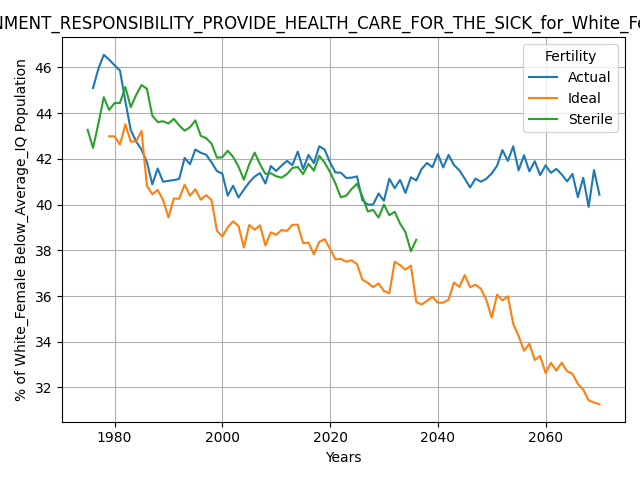 NMENT_RESPONSIBILITY_PROVIDE_HEALTH_CARE_FOR_THE_SICK_for_White_Fe
Fertility
Actual
Ideal
Sterile
% of White_Female Below_Average_IQ Population
46
44
42
40
38
36
34
32
1980
2000
2020
2040
2060
Years